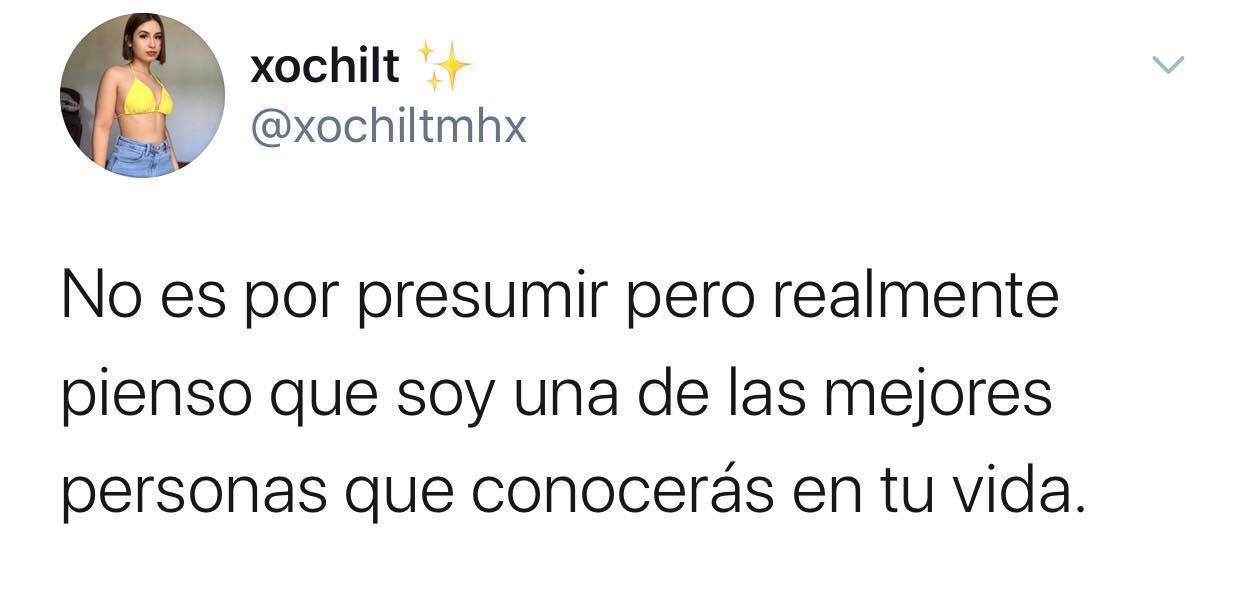 xochilt ✨
@xochiltmhx
No es por presumir pero realmente
pienso que soy una de las mejores
personas que conocerás en tu vida.